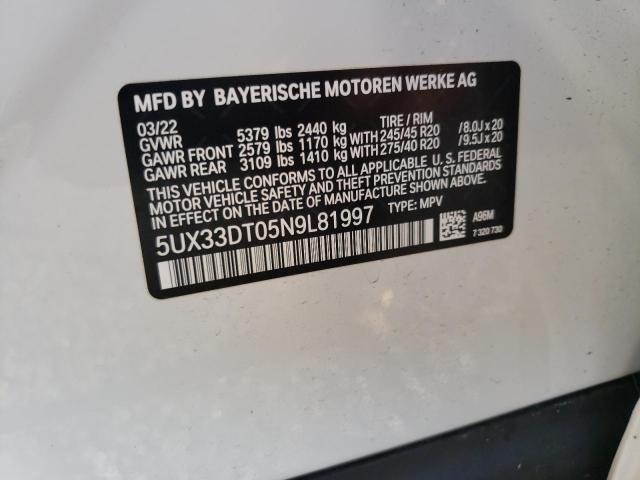 MFD BY BAYERISCHE MOTOREN WERKE AG
03/22 TIRE / RIM
GVWR 5379 lbs 2440 kg
GAWR FRONT 2579 lbs 1170 kg WITH 245/45 R20 /8.0J x 20
GAWR REAR 3109 lbs 1410 kg WITH 275/40 R20 /9.5J x 20
THIS VEHICLE CONFORMS TO ALL APPLICABLE U.S. FEDERAL
MOTOR VEHICLE SAFETY AND THEFT PREVENTION STANDARDS
IN EFFECT ON THE DATE OF MANUFACTURE SHOWN ABOVE.
5UX33DT05N9L81997 TYPE: MPV
A96M
7 320 730